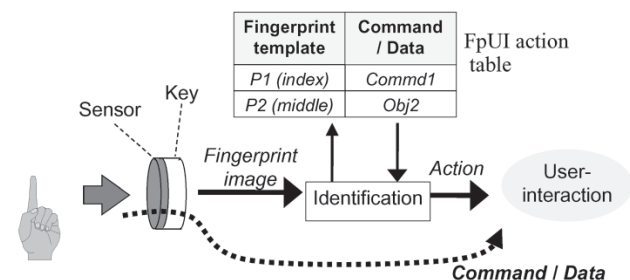 Fingerprint
template
Command
/ Data
FpUI action
table
P1 (index)
Commd1
P2 (middle)
Obj2
Sensor
Key
Fingerprint
image
Identification
Action
User-
interaction
Command / Data